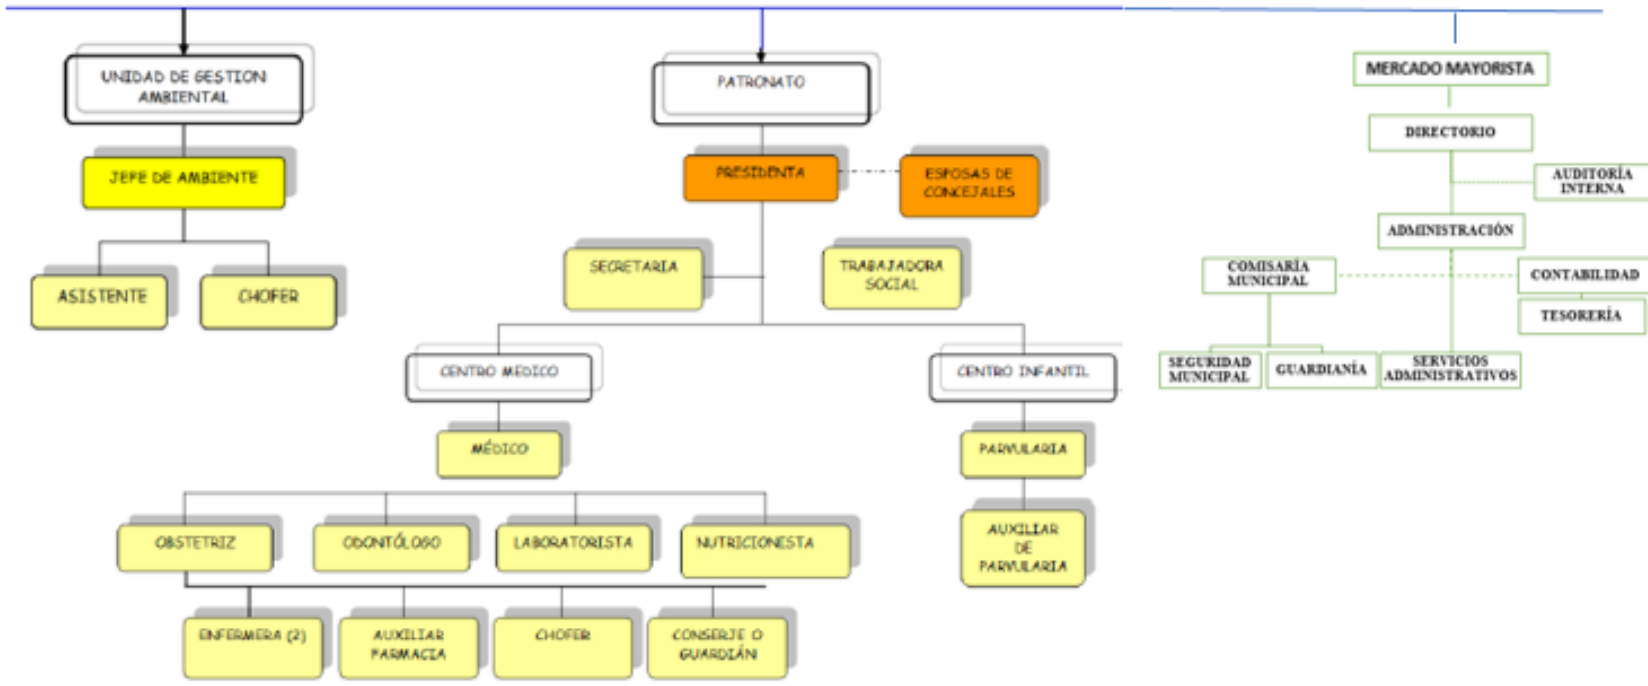 UNIDAD DE GESTION
AMBIENTAL
JEFE DE AMBIENTE
ASISTENTE
CHOFER
PATRONATO
PRESIDENTA
ESPOSAS DE
CONCEJALES
SECRETARIA
TRABAJADORA
SOCIAL
CENTRO MEDICO
MÉDICO
OBSTETRIZ
ODONTÓLOGO
LABORATORISTA
NUTRICIONESTA
ENFERMERA (2)
AUXILIAR
FARMACIA
CHOFER
CONSERJE O
GUARDIÁN
CENTRO INFANTIL
PARVULARIA
AUXILIAR
DE
PARVULARIA
MERCADO MAYORISTA
DIRECTORIO
AUDITORÍA
INTERNA
ADMINISTRACIÓN
COMISARÍA
MUNICIPAL
CONTABILIDAD
TESORERÍA
SEGURIDAD
MUNICIPAL
GUARDIANÍA
SERVICIOS
ADMINISTRATIVOS